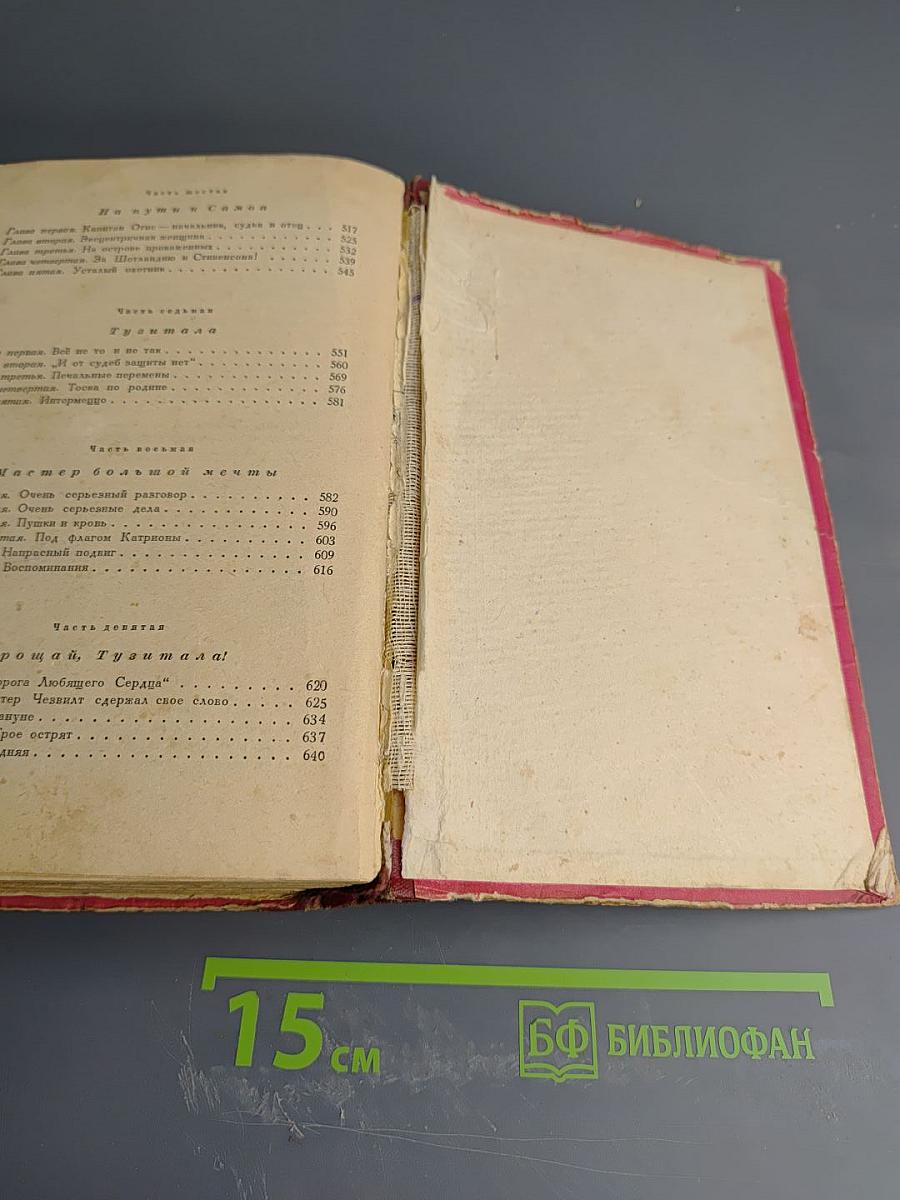 Часть шестая
На пути к Самоа
Глава первая. Капитан Отис — начальник, судья и отец . . . 517
Глава вторая. Эксцентричная женщина . . . . . . . . . . . . 525
Глава третья. На острове прокаженных . . . . . . . . . . . 532
Глава четвертая. За Шотландию и Стивенсона! . . . . . . 539
Глава пятая. Усталый охотник . . . . . . . . . . . . . . . 545
Часть седьмая
Тузитала
первая. Всё не то и не так . . . . . . . . . . . . . 551
вторая. „И от судеб защиты нет“ . . . . . . . . . . 560
третья. Печальные перемены . . . . . . . . . . . . 569
четвертая. Тоска по родине . . . . . . . . . . . . 576
пятая. Интермеццо . . . . . . . . . . . . . . . . . 581
Часть восьмая
Мастер большой мечты
я. Очень серьезный разговор . . . . . . . . . . 582
я. Очень серьезные дела . . . . . . . . . . . . 590
я. Пушки и кровь . . . . . . . . . . . . . . . . 596
тая. Под флагом Катрионы . . . . . . . . . . . 603
Напрасный подвиг . . . . . . . . . . . . . . . . 609
Воспоминания . . . . . . . . . . . . . . . . . . 616
Часть девятая
рощай, Тузитала!
орога Любящего Сердца“ . . . . . . . . . . 620
тер Чезвилт сдержал свое слово . . . . . 625
ануне . . . . . . . . . . . . . . . . . . . . 634
рое острят . . . . . . . . . . . . . . . . . 637
дняя . . . . . . . . . . . . . . . . . . . . 640
15 см
БФ БИБЛИОФАН